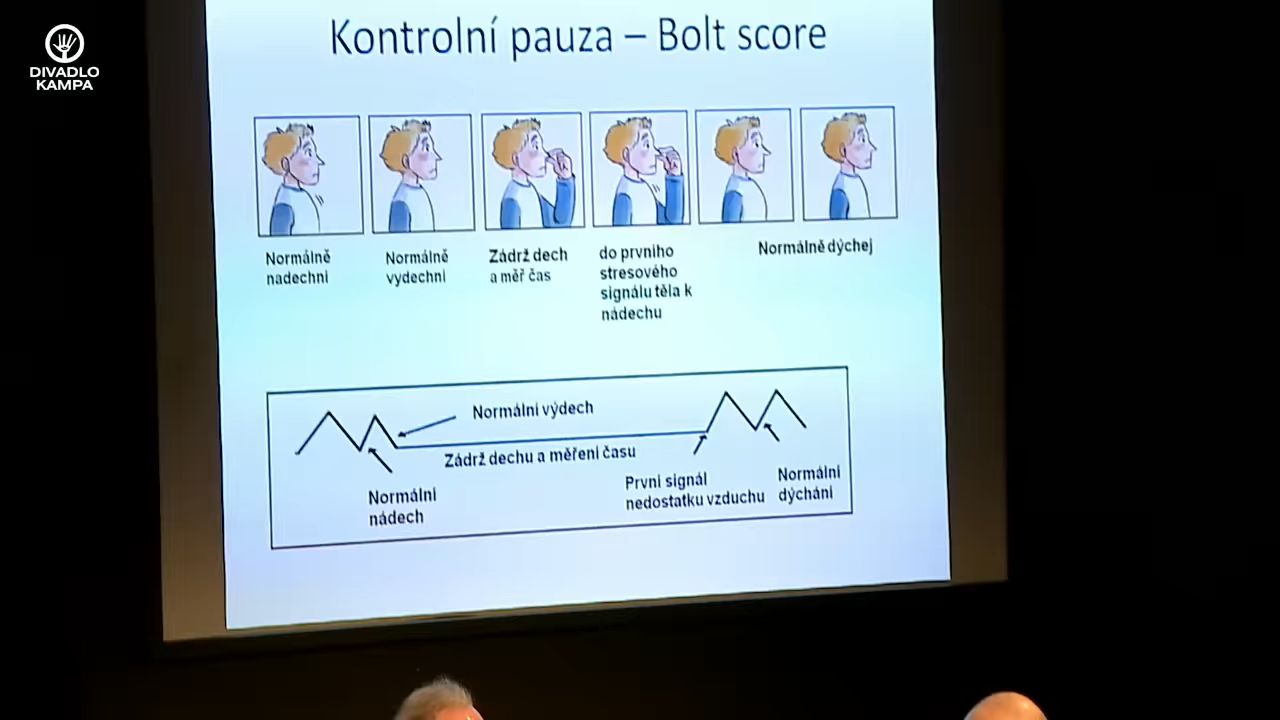 DIVADLO
KAMPA
Kontrolní pauza – Bolt score
Normálně
nadechni
Normálně
vydechni
Zádrž dech
a měř čas
do prvního
stresového
signálu těla k
nádechu
Normálně dýchej
Normální výdech
Zádrž dechu a měření času
Normální
nádech
První signál
nedostatku vzduchu
Normální
dýchání